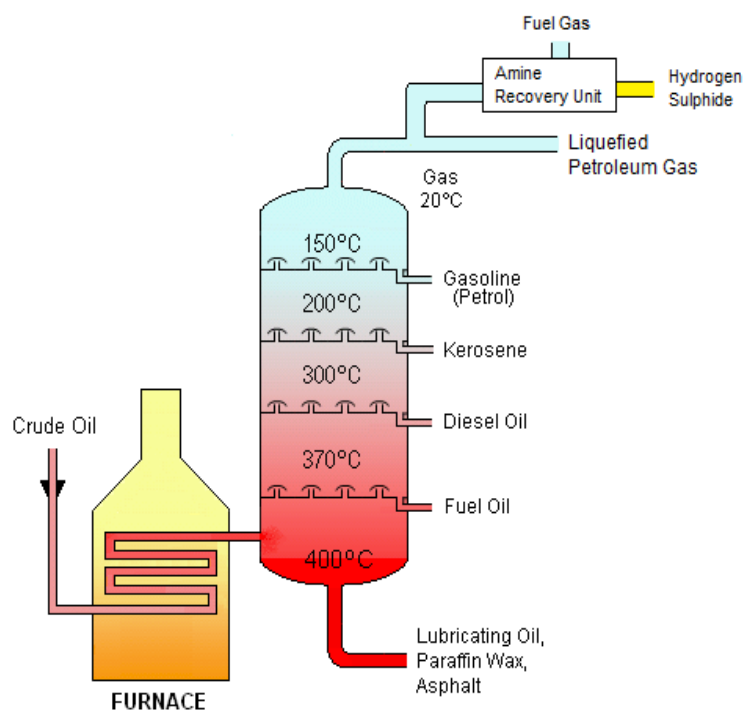 Fuel Gas
Amine
Recovery Unit
Hydrogen
Sulphide
Liquefied
Petroleum Gas
Gas
20°C
150°C
Gasoline
(Petrol)
200°C
Kerosene
300°C
Diesel Oil
Crude Oil
370°C
Fuel Oil
400°C
Lubricating Oil,
Paraffin Wax,
Asphalt
FURNACE